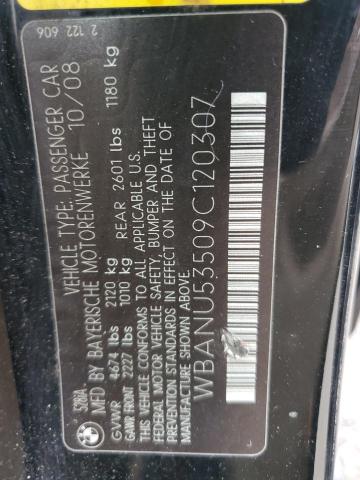 2 122 606
BMW
VEHICLE TYPE: PASSENGER CAR
MFD. BY BAYERISCHE MOTORENWERKE 10/08
GVWR 4674 lbs 2120 kg
GAWR FRONT 2227 lbs 1010 kg REAR 2601 lbs 1180 kg
THIS VEHICLE CONFORMS TO ALL APPLICABLE U.S.
FEDERAL MOTOR VEHICLE SAFETY, BUMPER AND THEFT
PREVENTION STANDARDS IN EFFECT ON THE DATE OF
MANUFACTURE SHOWN ABOVE.
WBANU53509C120307